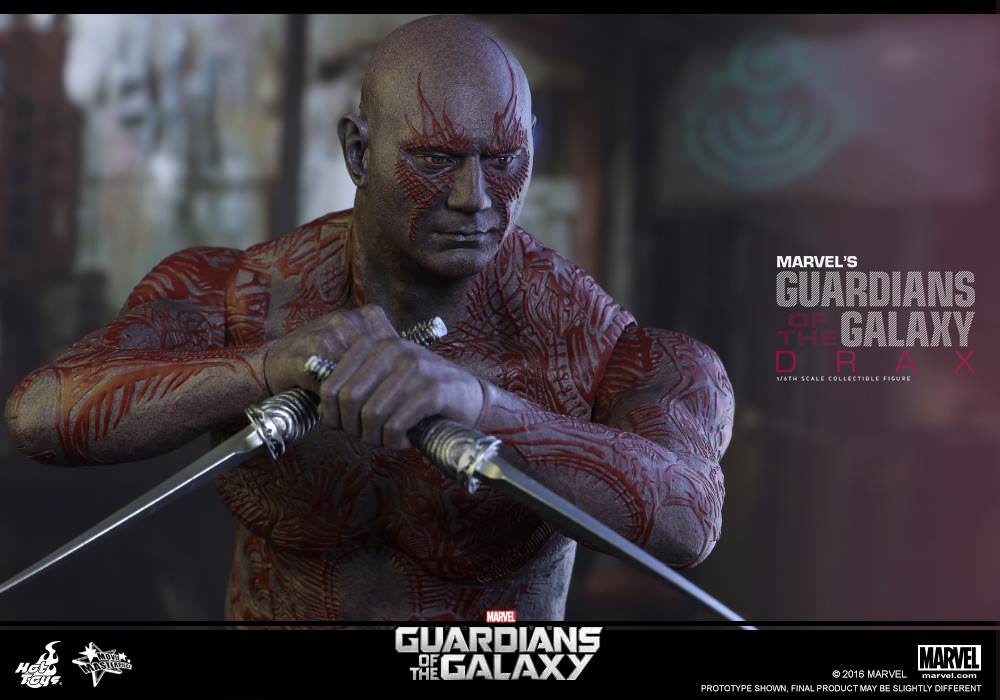 MARVEL'S
GUARDIANS
OF THE GALAXY
DRAX
1/6TH SCALE COLLECTIBLE FIGURE
MARVEL
GUARDIANS
OF THE GALAXY
Hot Toys
MOVIE MASTERPIECE
© 2016 MARVEL
MARVEL
marvel.com
PROTOTYPE SHOWN, FINAL PRODUCT MAY BE SLIGHTLY DIFFERENT